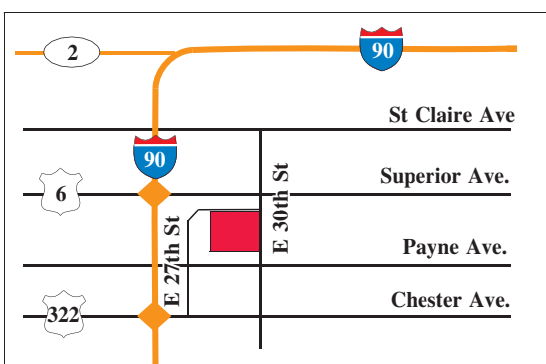 2
90
St Claire Ave
90
Superior Ave.
6
E 30th St
E 27th St
Payne Ave.
Chester Ave.
322